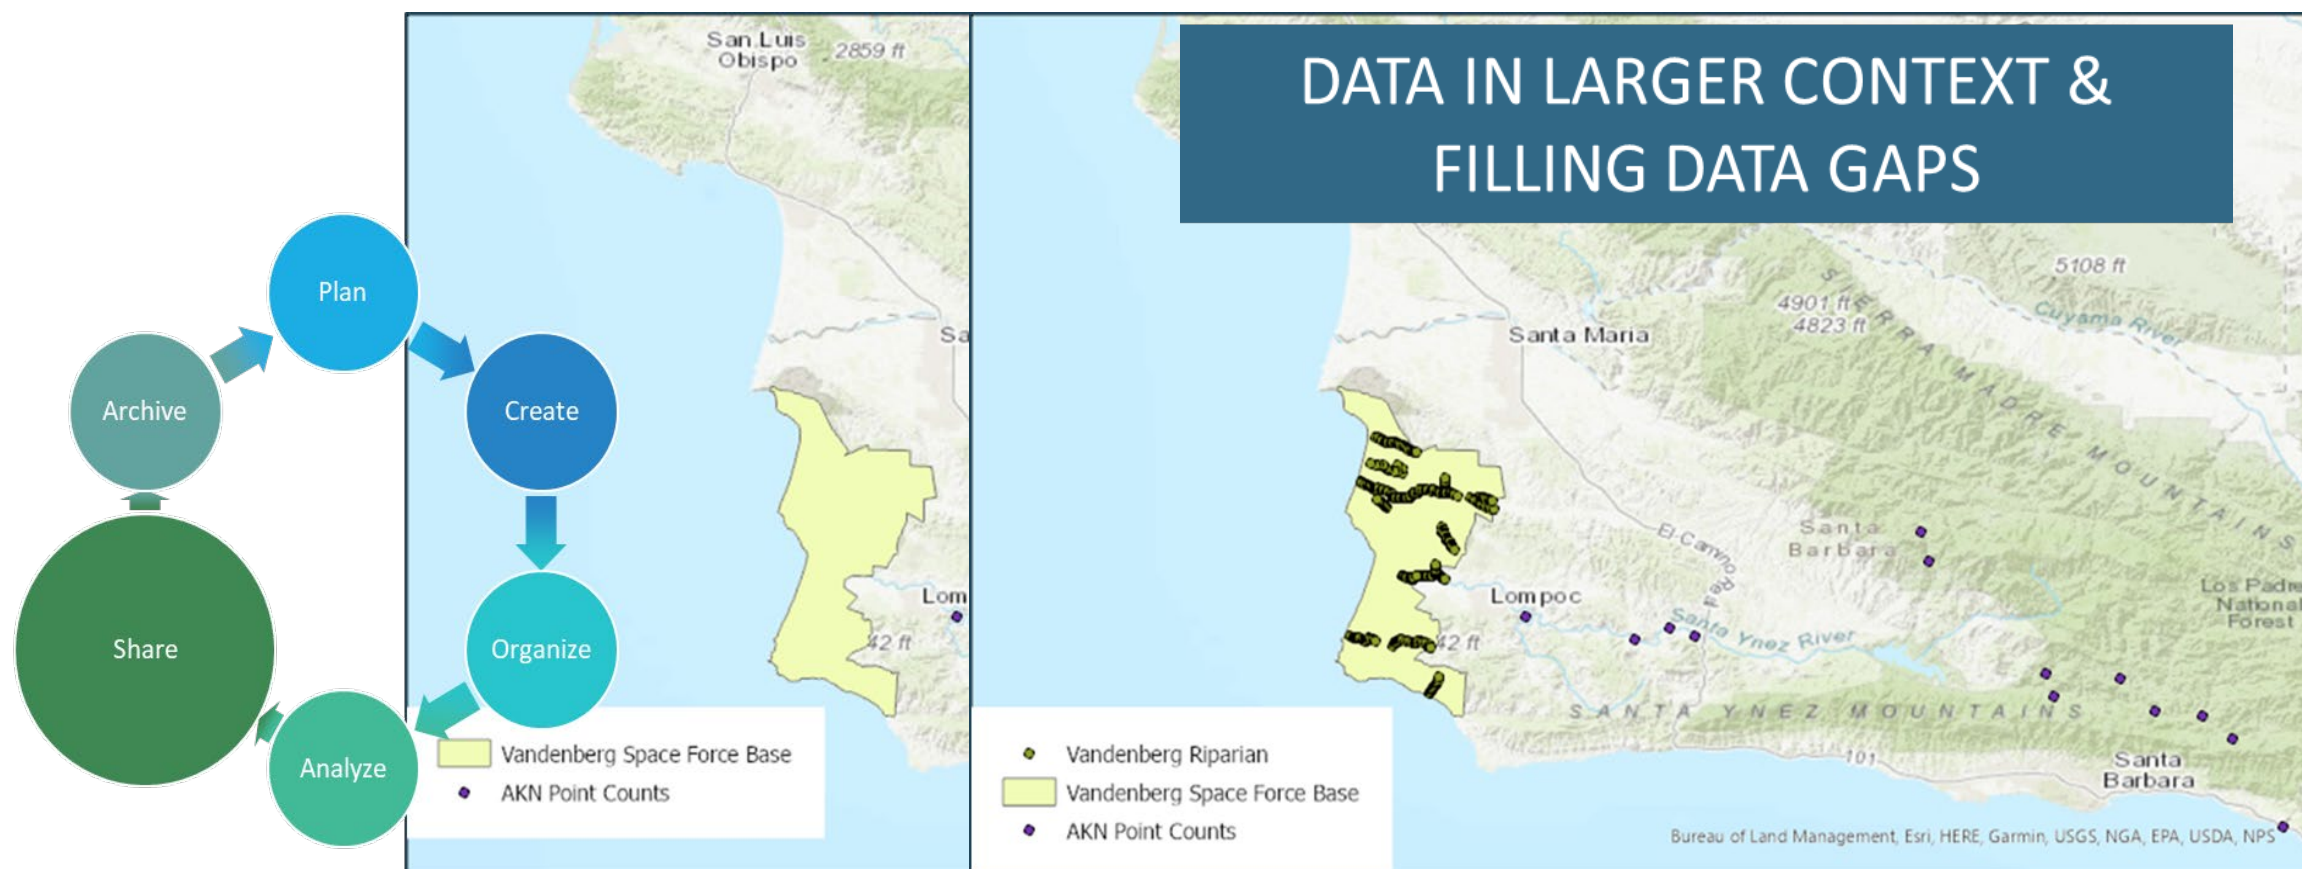 DATA IN LARGER CONTEXT &
FILLING DATA GAPS
Plan
Create
Organize
Analyze
Share
Archive
San Luis
Obispo
2859 ft
Sa
Lom
42 ft
Vandenberg Space Force Base
AKN Point Counts
5108 ft
4901 ft
4823 ft
Cuyama River
SIERRA MADRE MOUNTAINS
Santa Maria
Santa
Barbara
El Camino Real
Los Padre
National
Forest
Lompoc
Santa Ynez River
42 ft
SANTA YNEZ MOUNTAINS
101
Santa
Barbara
Vandenberg Riparian
Vandenberg Space Force Base
AKN Point Counts
Bureau of Land Management, Esri, HERE, Garmin, USGS, NGA, EPA, USDA, NPS